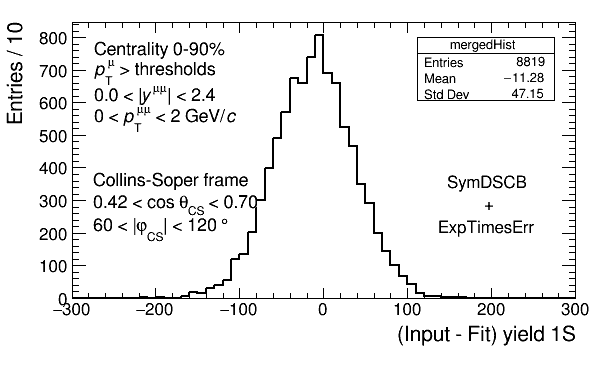 Entries / 10
800
700
600
500
400
300
200
100
0
Centrality 0-90%
p_T^μ > thresholds
0.0 < |y^μμ| < 2.4
0 < p_T^μμ < 2 GeV/c
Collins-Soper frame
0.42 < cos θ_CS < 0.70
60 < |φ_CS| < 120 °
mergedHist
Entries 8819
Mean −11.28
Std Dev 47.15
SymDSCB
+
ExpTimesErr
−300 −200 −100 0 100 200 300
(Input - Fit) yield 1S